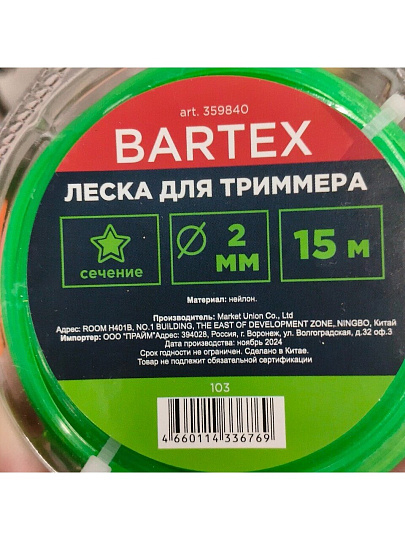 art. 359840
BARTEX
ЛЕСКА ДЛЯ ТРИММЕРА
сечение
2 мм
15 м
Материал: нейлон.
Производитель: Market Union Co., Ltd
Адрес: ROOM H401B, NO.1 BUILDING, THE EAST OF DEVELOPMENT ZONE, NINGBO, Китай
Импортер: ООО "ПРАЙМ"Адрес: 394028, Россия, г. Воронеж, ул. Волгоградская, д.32 оф.3
Дата производства: ноябрь 2024
Срок годности не ограничен. Сделано в Китае.
Товар не подлежит обязательной сертификации
103
4 660114 336769